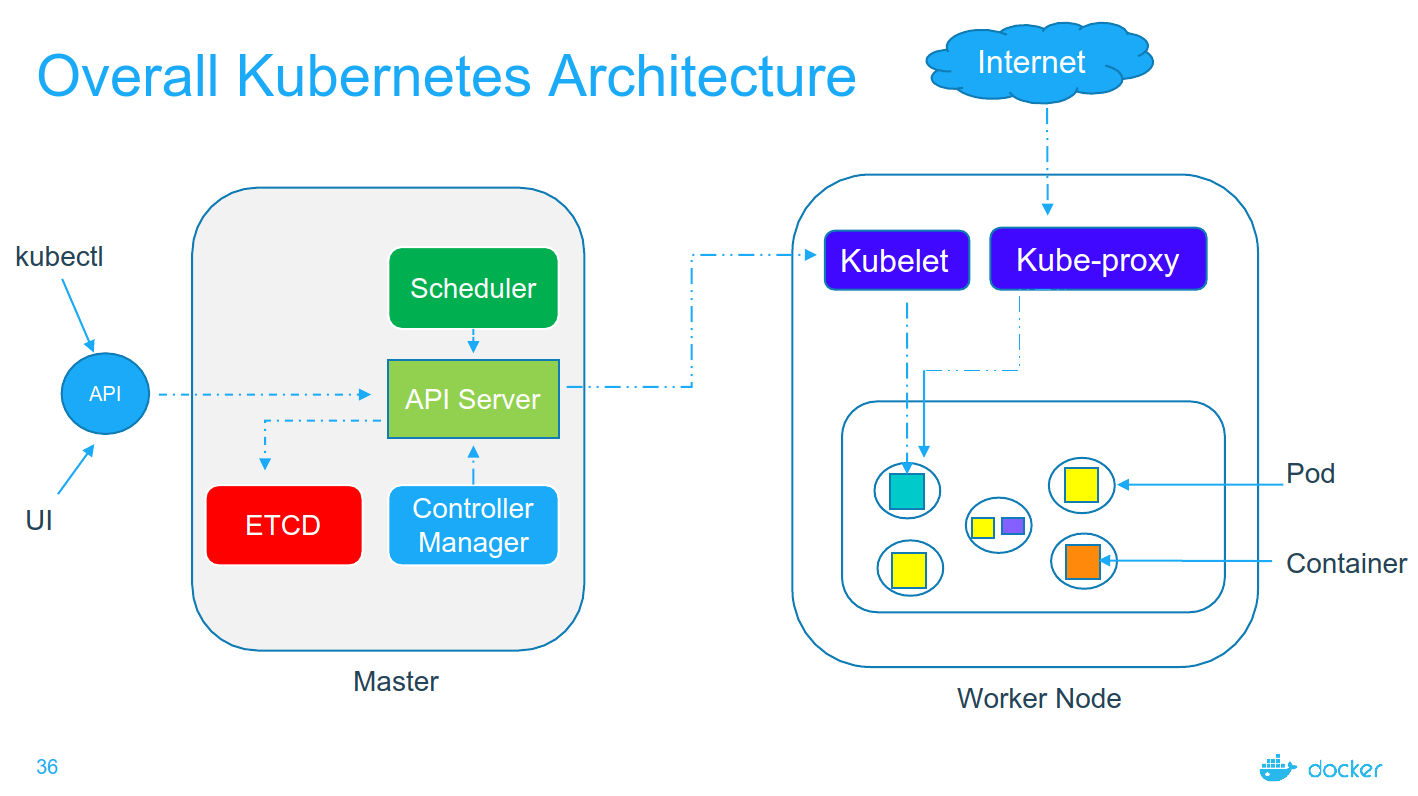 Overall Kubernetes Architecture
Internet
kubectl
API
UI
Scheduler
API Server
ETCD
Controller
Manager
Master
Kubelet
Kube-proxy
Pod
Container
Worker Node
36
docker